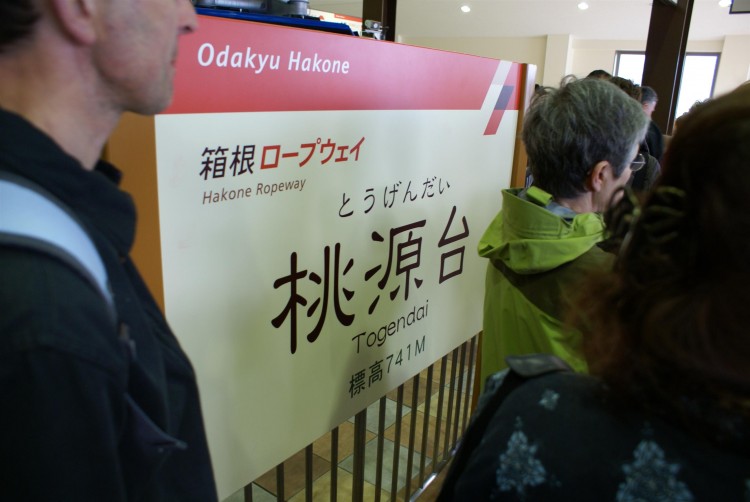 Odakyu Hakone
箱根ロープウェイ
Hakone Ropeway
とうげんだい
桃源台
Togendai
標高741M